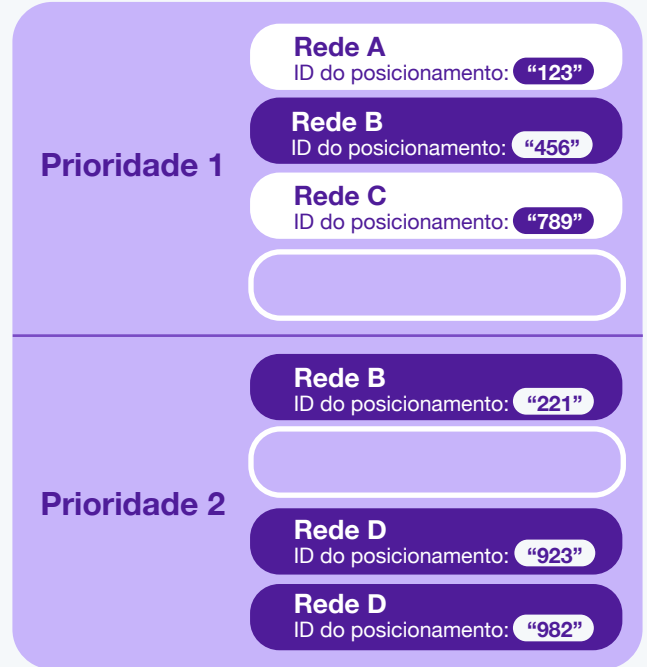 Prioridade 1
Rede A
ID do posicionamento: “123”
Rede B
ID do posicionamento: “456”
Rede C
ID do posicionamento: “789”
Prioridade 2
Rede B
ID do posicionamento: “221”
Rede D
ID do posicionamento: “923”
Rede D
ID do posicionamento: “982”